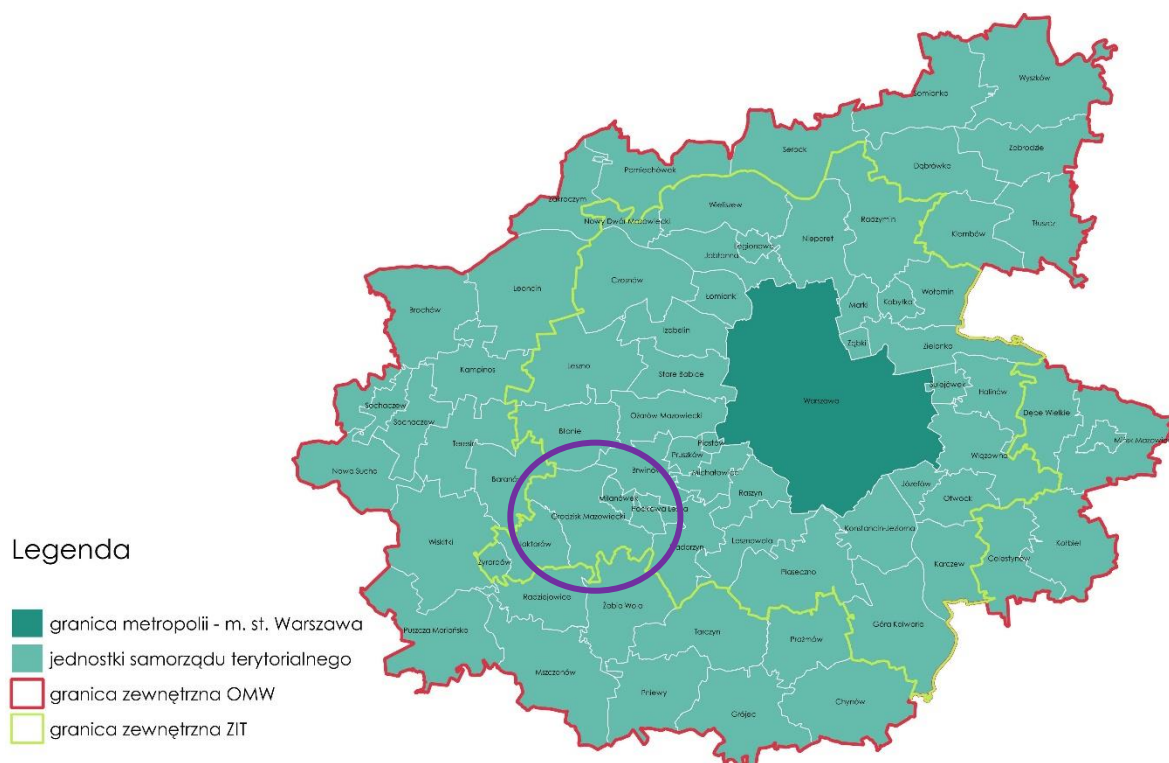 Wyszków
Somianka
Zabrodzie
Serock
Dąbrówka
Pomiechówek
Zakroczym
Tłuszcz
Wieliszew
Nowy Dwór Mazowiecki
Radzymin
Klembów
Nieporęt
Legionowo
Jabłonna
Leoncin
Czosnów
Wołomin
Łomiank
Marki
Kobyłka
Brochów
Izabelin
Ząbki
Zielonka
Kampinos
Leszno
Stare Babice
Sulejówek
Halinów
Warszawa
Dębe Wielkie
Sochaczew
Ożarów Mazowiecki
Sochaczew
Błonie
Teresin
Piastów
Mińsk Mazowiecki
Pruszków
Wiązowna
Nowa Sucha
Brwinów
Michałowice
Baranów
Józefów
Raszyn
Otwock
Milanówek
Podkowa Leśna
Grodzisk Mazowiecki
Konstancin-Jeziorna
Wiskitki
Jaktorów
Nadarzyn
Lesznowola
Kołbiel
Żyrardów
Karczew
Celestynów
Piaseczno
Radziejowice
Żabia Wola
Góra Kalwaria
Puszcza Mariańska
Tarczyn
Prażmów
Mszczonów
Pniewy
Chynów
Grójec
Legenda
granica metropolii - m. st. Warszawa
jednostki samorządu terytorialnego
granica zewnętrzna OMW
granica zewnętrzna ZIT